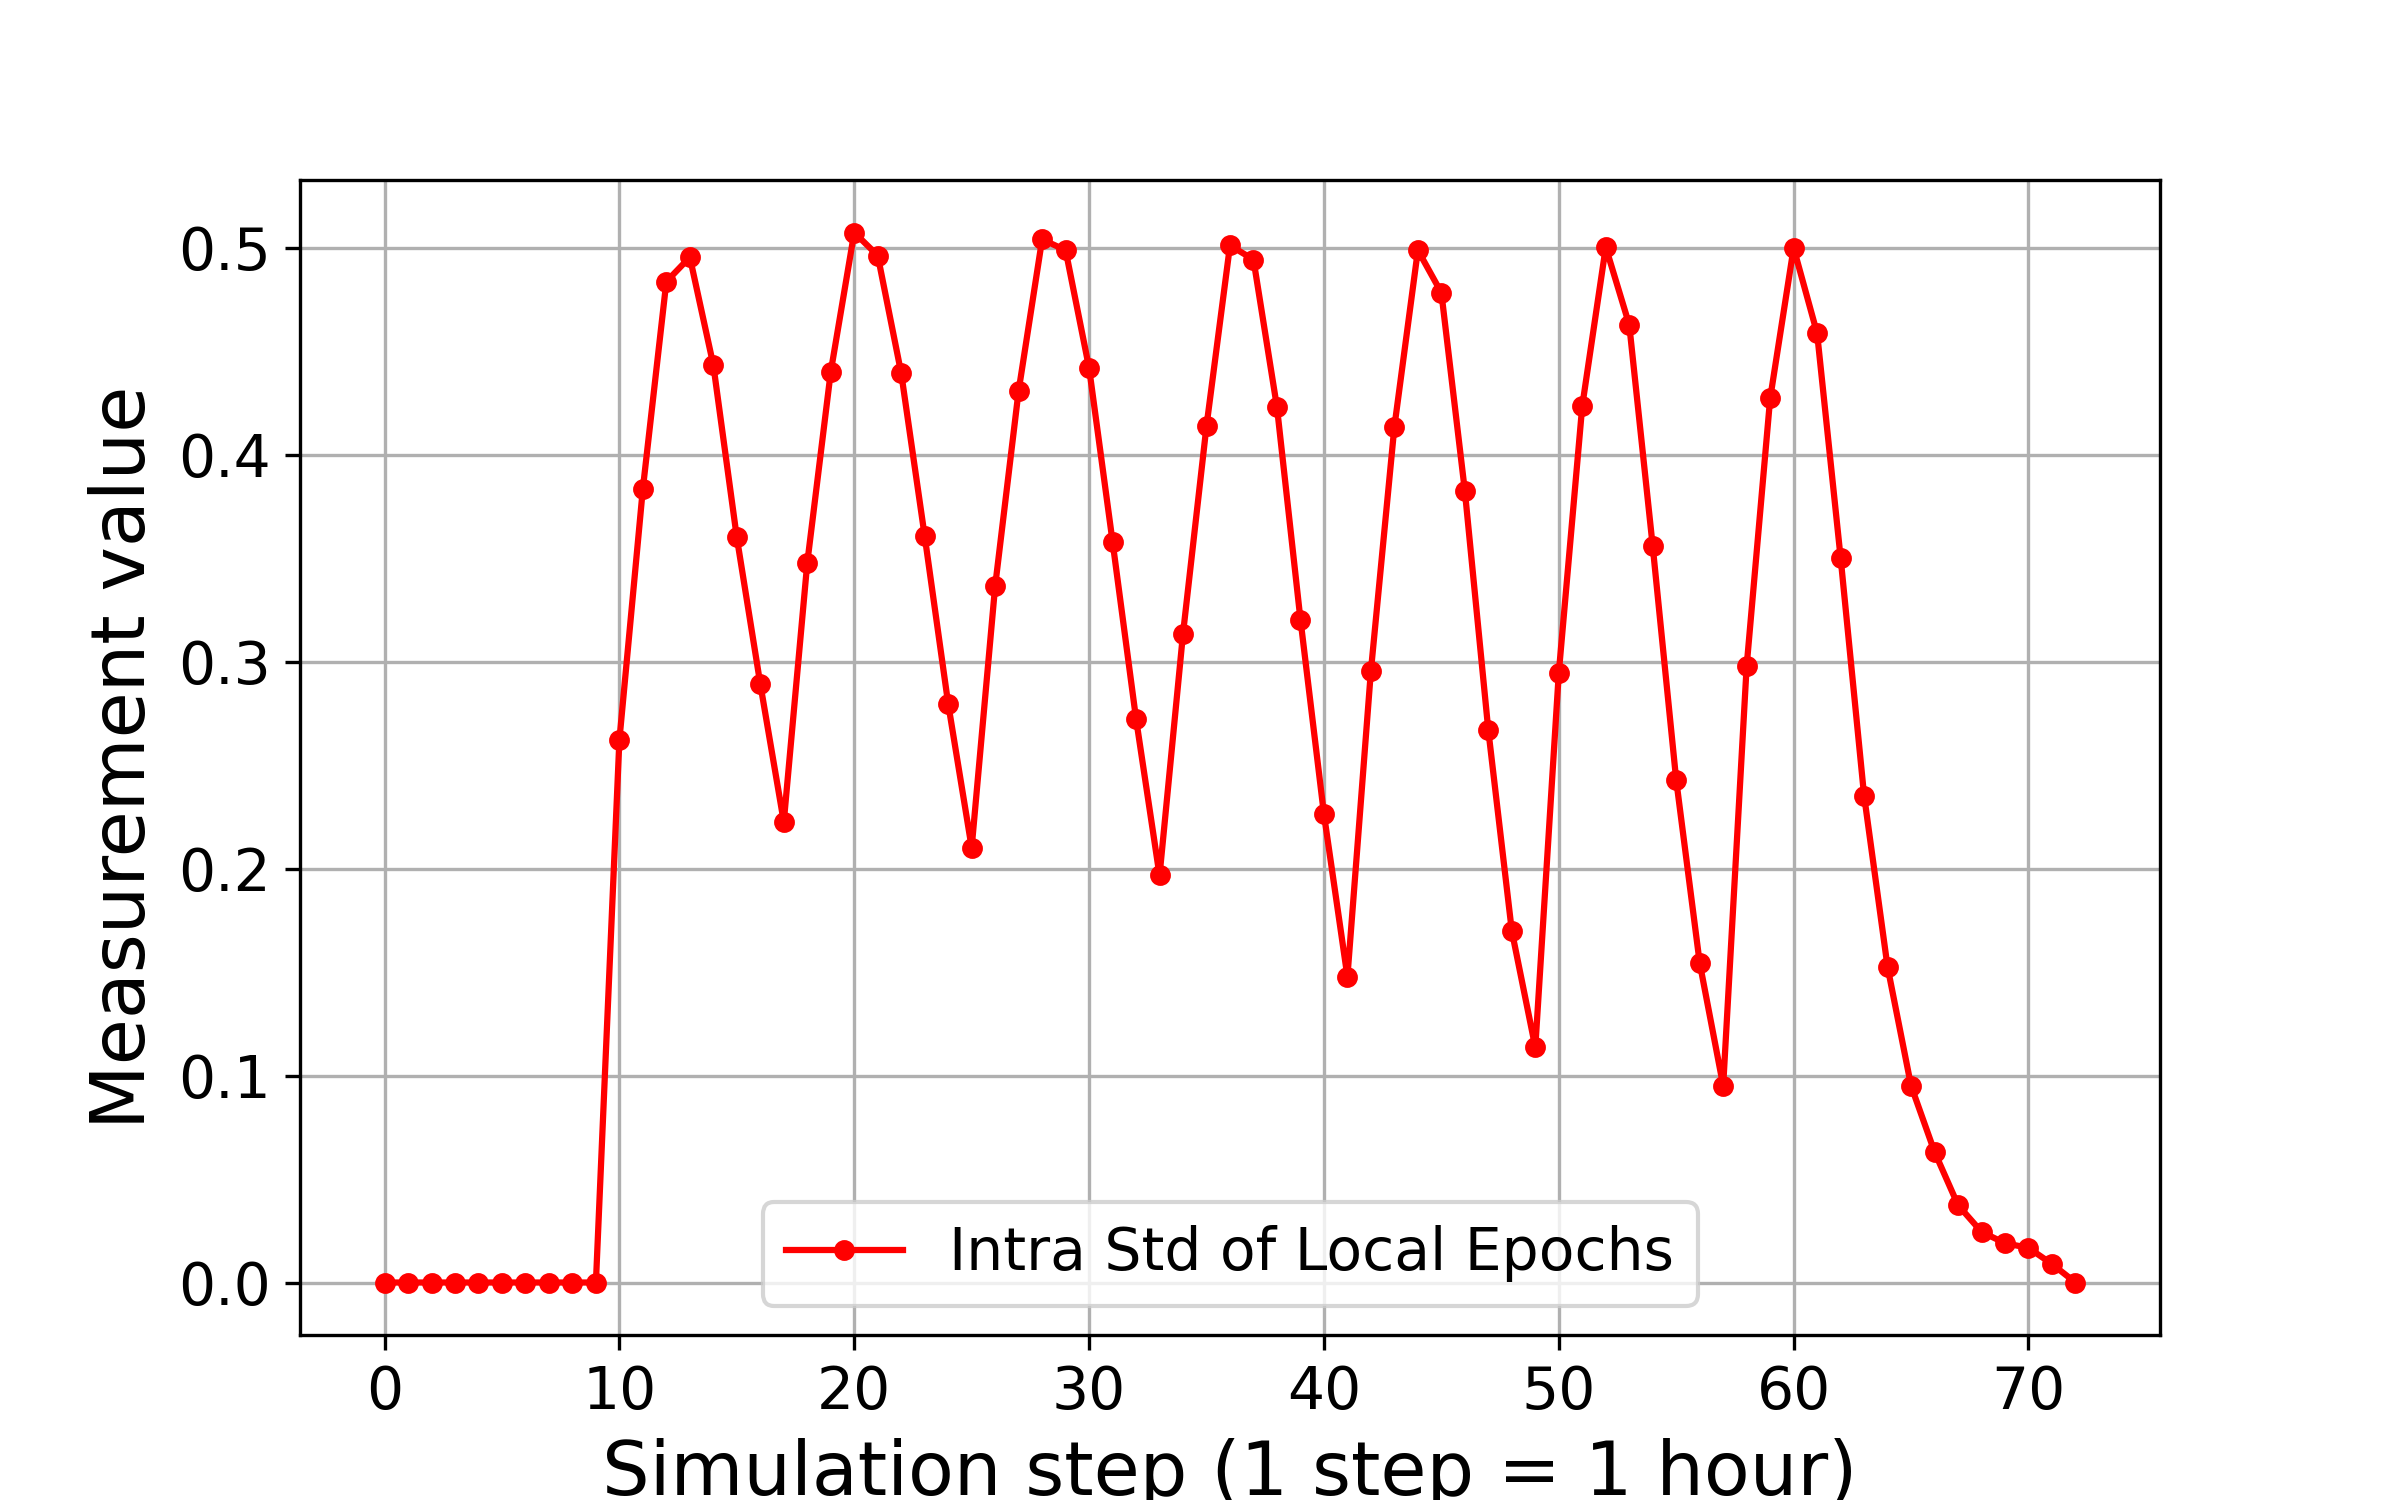 Measurement value
0.5
0.4
0.3
0.2
0.1
0.0
Intra Std of Local Epochs
0 10 20 30 40 50 60 70
Simulation step (1 step = 1 hour)